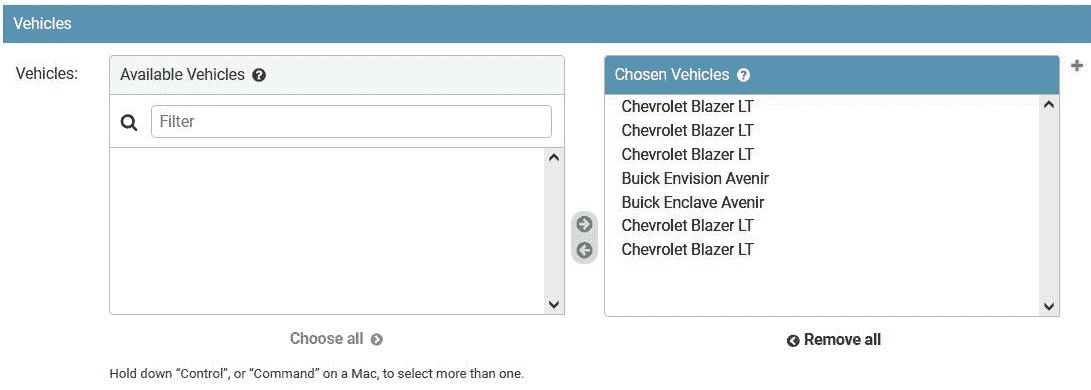 Vehicles
Vehicles:
Available Vehicles ?
Filter
Choose all
Hold down “Control”, or “Command” on a Mac, to select more than one.
Chosen Vehicles ?
+
Chevrolet Blazer LT
Chevrolet Blazer LT
Chevrolet Blazer LT
Buick Envision Avenir
Buick Enclave Avenir
Chevrolet Blazer LT
Chevrolet Blazer LT
Remove all